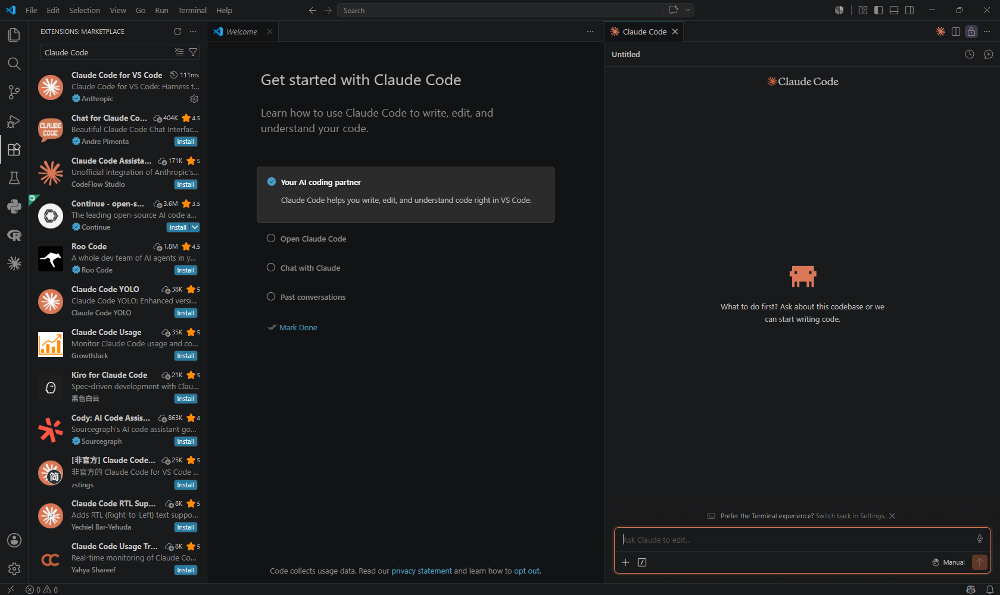 File Edit Selection View Go Run Terminal Help
Search
EXTENSIONS: MARKETPLACE
Claude Code
Claude Code for VS Code 111ms
Claude Code for VS Code: Harness t...
Anthropic
Chat for Claude Co... 404K 4.5
Beautiful Claude Code Chat Interfac...
Andre Pimenta Install
CLAUDE
CODE
Claude Code Assista... 171K 5
Unofficial integration of Anthropic's...
CodeFlow Studio Install
Continue - open-s... 3.6M 3.5
The leading open-source AI code a...
Continue Install
Roo Code 1.8M 4.5
A whole dev team of AI agents in y...
Roo Code Install
Claude Code YOLO 38K 5
Claude Code YOLO: Enhanced versi...
Claude Code YOLO Install
Claude Code Usage 35K 5
Monitor Claude Code usage and co...
GrowthJack Install
Kiro for Claude Code 21K 5
Spec-driven development with Clau...
黑色白云 Install
Cody: AI Code Assis... 863K 4
Sourcegraph's AI code assistant go...
Sourcegraph Install
[非官方] Claude Code... 25K 5
非官方的 Claude Code for VS Code ...
zstings Install
简
Claude Code RTL Sup... 8K 5
Adds RTL (Right-to-Left) text suppo...
Yechiel Bar-Yehuda Install
Claude Code Usage Tr... 8K 5
Real-time monitoring of Claude Co...
Yahya Shareef Install
CC
Welcome
Get started with Claude Code
Learn how to use Claude Code to write, edit, and
understand your code.
Your AI coding partner
Claude Code helps you write, edit, and understand code right in VS Code.
Open Claude Code
Chat with Claude
Past conversations
Mark Done
Code collects usage data. Read our privacy statement and learn how to opt out.
Claude Code
Untitled
Claude Code
What to do first? Ask about this codebase or we
can start writing code.
Prefer the Terminal experience? Switch back in Settings.
Ask Claude to edit...
Manual
0 0